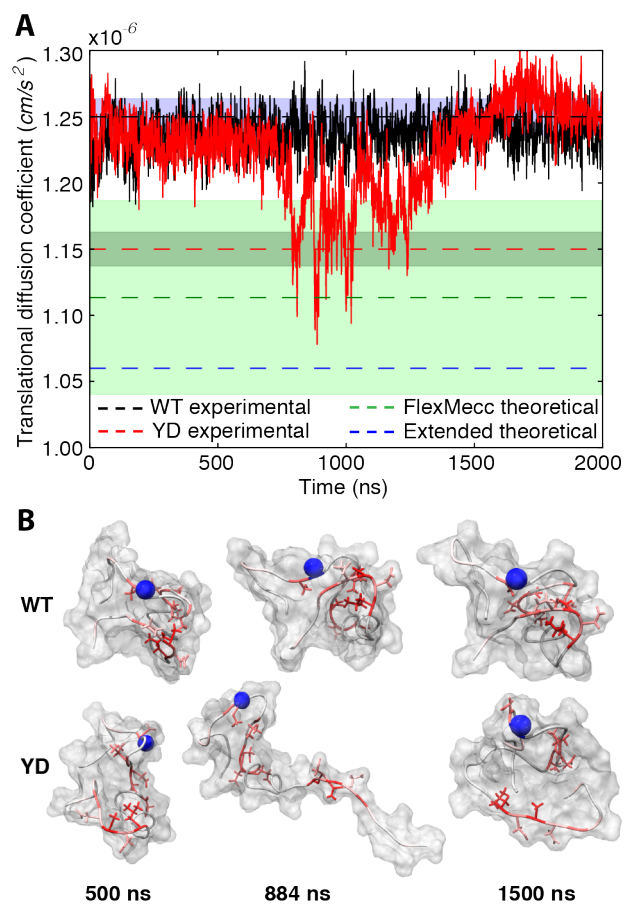 A
x10⁻⁶
1.30
1.25
1.20
1.15
1.10
1.05
1.00
Translational diffusion coefficient (cm/s²)
WT experimental
YD experimental
FlexMecc theoretical
Extended theoretical
0
500
1000
1500
2000
Time (ns)
B
WT
YD
500 ns
884 ns
1500 ns